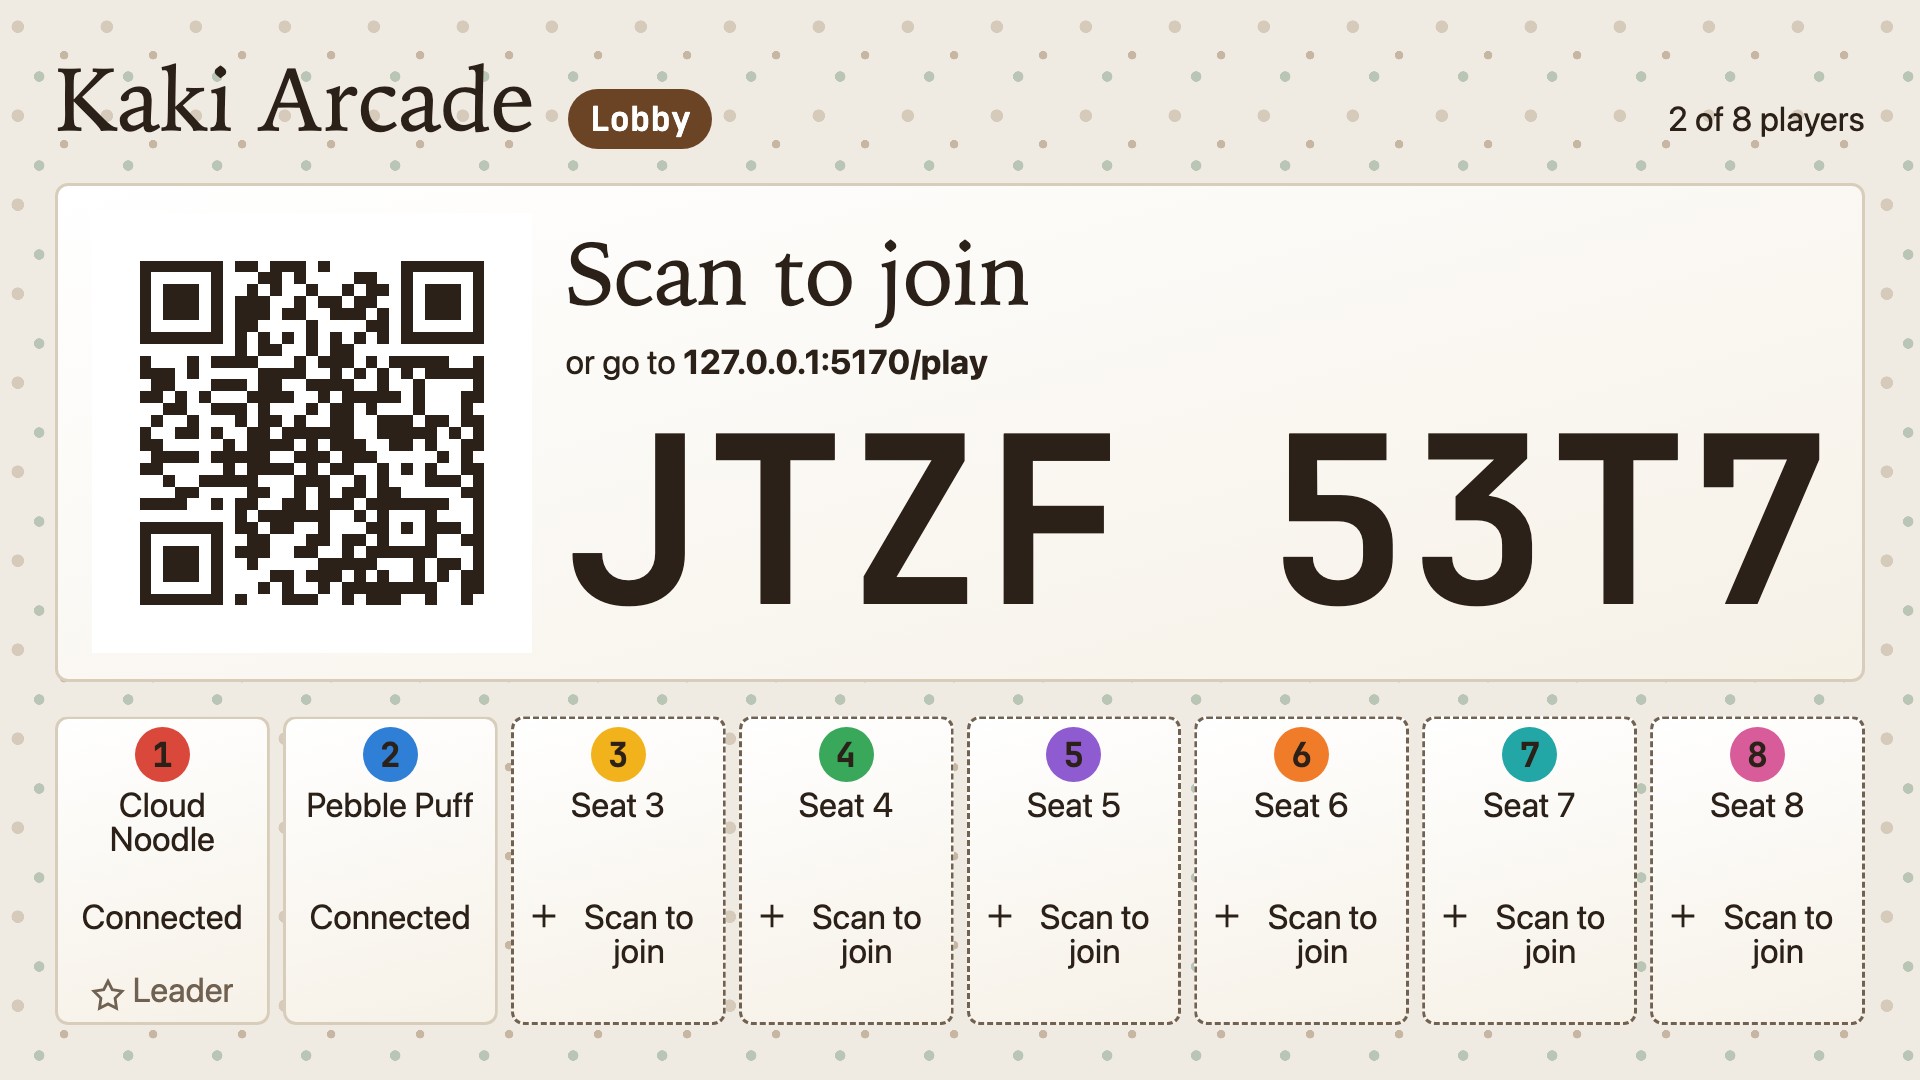 Kaki Arcade
Lobby
2 of 8 players
Scan to join
or go to 127.0.0.1:5170/play
JTZF 53T7
1
Cloud
Noodle
Connected
Leader
2
Pebble Puff
Connected
3
Seat 3
+ Scan to
join
4
Seat 4
+ Scan to
join
5
Seat 5
+ Scan to
join
6
Seat 6
+ Scan to
join
7
Seat 7
+ Scan to
join
8
Seat 8
+ Scan to
join